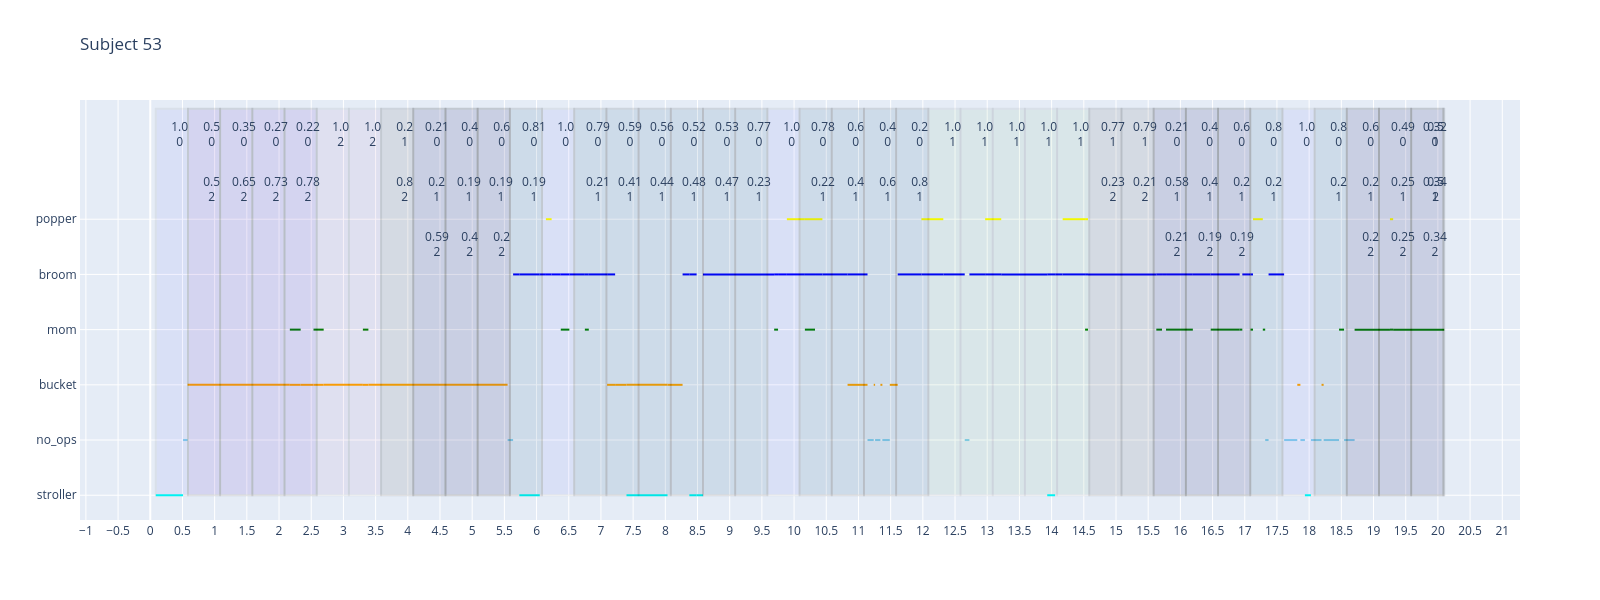 Subject 53
1.0 0.5 0.35 0.27 0.22 1.0 1.0 0.2 0.21 0.4 0.6 0.81 1.0 0.79 0.59 0.56 0.52 0.53 0.77 1.0 0.78 0.6 0.4 0.2 1.0 1.0 1.0 1.0 1.0 0.77 0.79 0.21 0.4 0.6 0.8 1.0 0.8 0.6 0.49
0 0 0 0 0 2 2 1 0 0 0 0 0 0 0 0 0 0 0 0 0 0 0 0 1 1 1 1 1 1 1 0 0 0 0 0 0 0 0
0.5 0.65 0.73 0.78 0.8 0.2 0.19 0.19 0.19 0.21 0.41 0.44 0.48 0.47 0.23 0.22 0.4 0.6 0.8 0.23 0.21 0.58 0.4 0.2 0.2 0.2 0.2 0.25
2 2 2 2 2 1 1 1 1 1 1 1 1 1 1 1 1 1 1 2 2 1 1 1 1 1 1 1
popper
0.59 0.4 0.2 0.21 0.19 0.19 0.2 0.25 0.34
2 2 2 2 2 2 2 2 2
broom
mom
bucket
no_ops
stroller
−1 −0.5 0 0.5 1 1.5 2 2.5 3 3.5 4 4.5 5 5.5 6 6.5 7 7.5 8 8.5 9 9.5 10 10.5 11 11.5 12 12.5 13 13.5 14 14.5 15 15.5 16 16.5 17 17.5 18 18.5 19 19.5 20 20.5 21